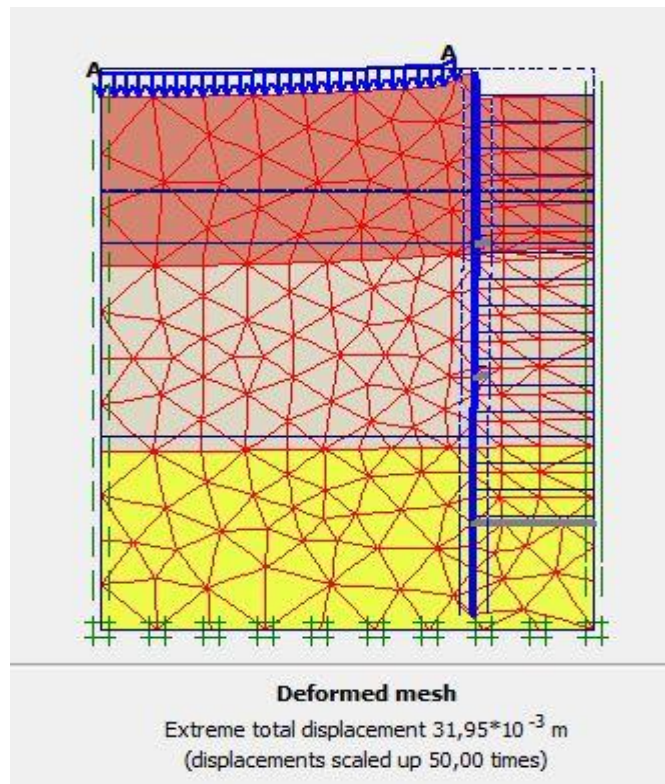 A A
Deformed mesh
Extreme total displacement 31,95*10 -3 m
(displacements scaled up 50,00 times)